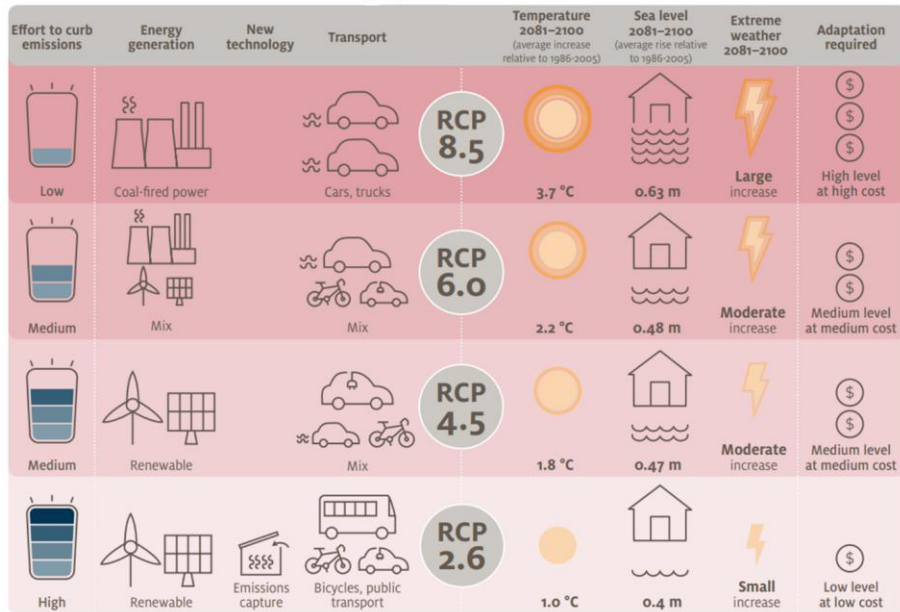 Effort to curb
emissions
Energy
generation
New
technology
Transport
Temperature
2081–2100
(average increase
relative to 1986-2005)
Sea level
2081–2100
(average rise relative
to 1986-2005)
Extreme
weather
2081–2100
Adaptation
required
Low
Coal-fired power
Cars, trucks
RCP
8.5
3.7 °C
0.63 m
Large
increase
$
$
$
High level
at high cost
Medium
Mix
Mix
RCP
6.0
2.2 °C
0.48 m
Moderate
increase
$
$
Medium level
at medium cost
Medium
Renewable
Mix
RCP
4.5
1.8 °C
0.47 m
Moderate
increase
$
$
Medium level
at medium cost
High
Renewable
Emissions
capture
Bicycles, public
transport
RCP
2.6
1.0 °C
0.4 m
Small
increase
$
Low level
at low cost